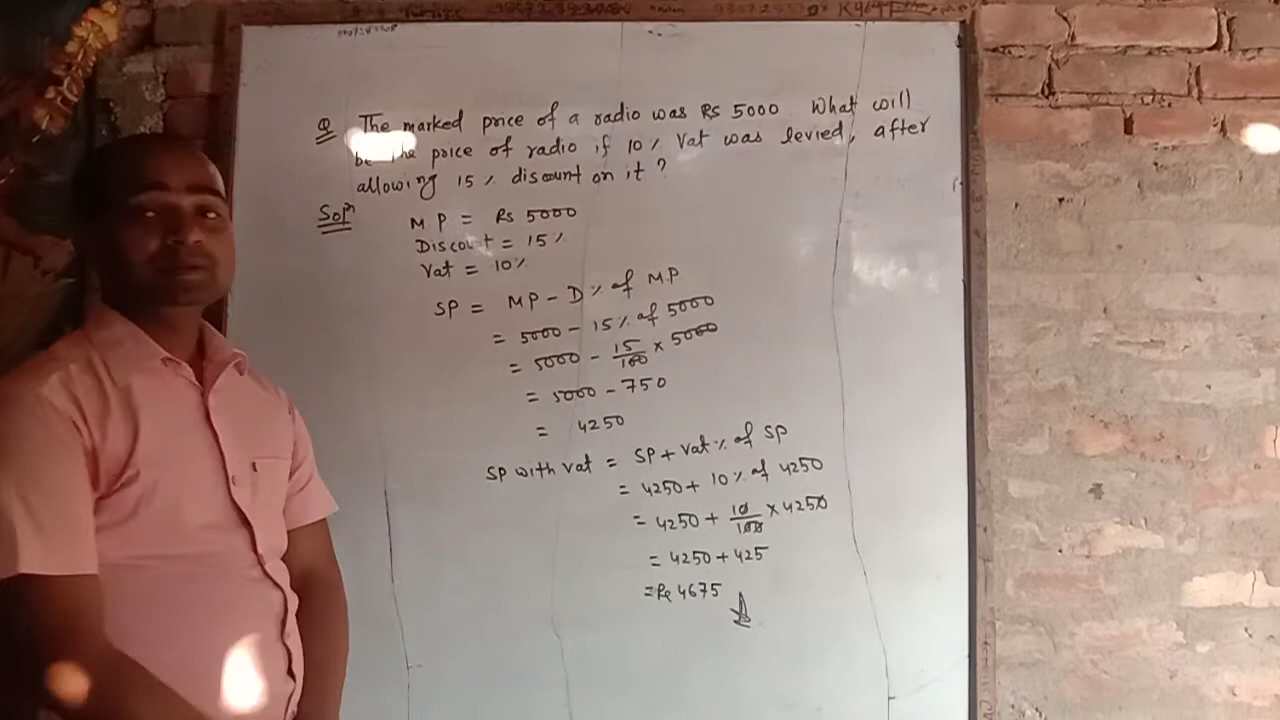 Q The marked price of a radio was Rs 5000. What will
be the price of radio if 10% Vat was levied, after
allowing 15% discount on it?
Sol^n
MP = Rs 5000
Discount = 15%
Vat = 10%
SP = MP - D% of M.P
= 5000 - 15% of 5000
= 5000 - 15/100 × 5000
= 5000 - 750
= 4250
SP with vat = SP + Vat% of SP
= 4250 + 10% of 4250
= 4250 + 10/100 × 4250
= 4250 + 425
= Rs 4675